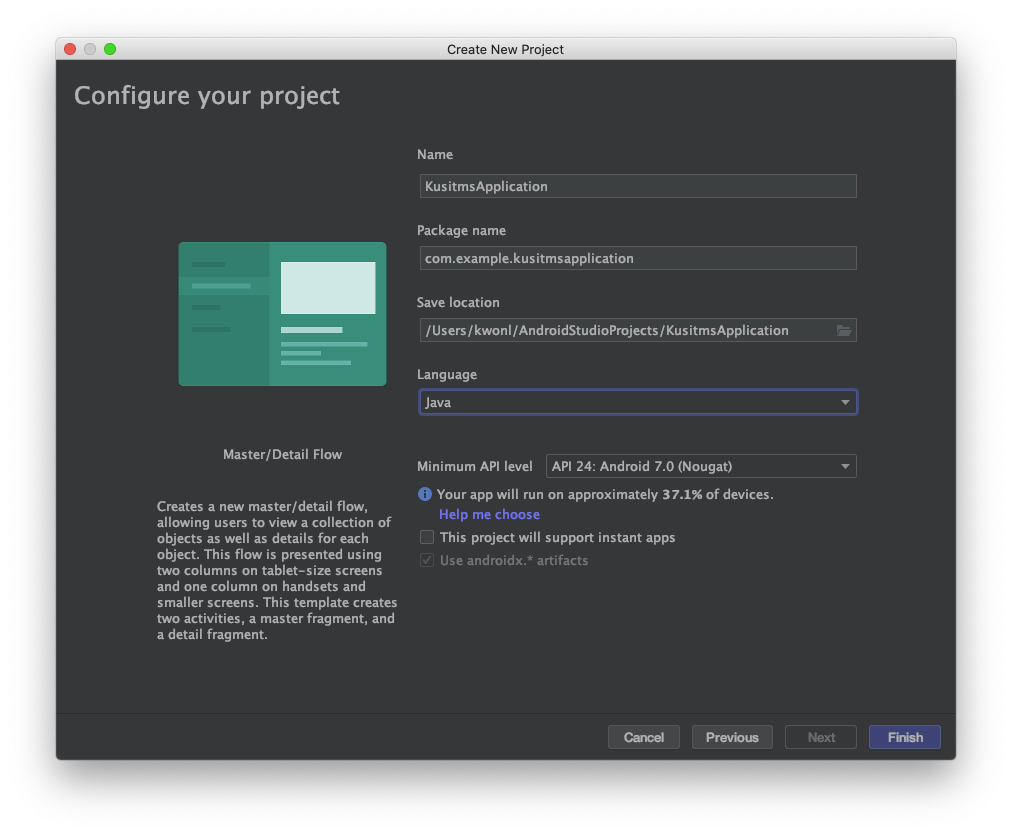 Create New Project
Configure your project
Name
KusitmsApplication
Package name
com.example.kusitmsapplication
Save location
/Users/kwonl/AndroidStudioProjects/KusitmsApplication
Language
Java
Master/Detail Flow
Creates a new master/detail flow,
allowing users to view a collection of
objects as well as details for each
object. This flow is presented using
two columns on tablet-size screens
and one column on handsets and
smaller screens. This template creates
two activities, a master fragment, and
a detail fragment.
Minimum API level API 24: Android 7.0 (Nougat)
Your app will run on approximately 37.1% of devices.
Help me choose
This project will support instant apps
Use androidx.* artifacts
Cancel Previous Next Finish